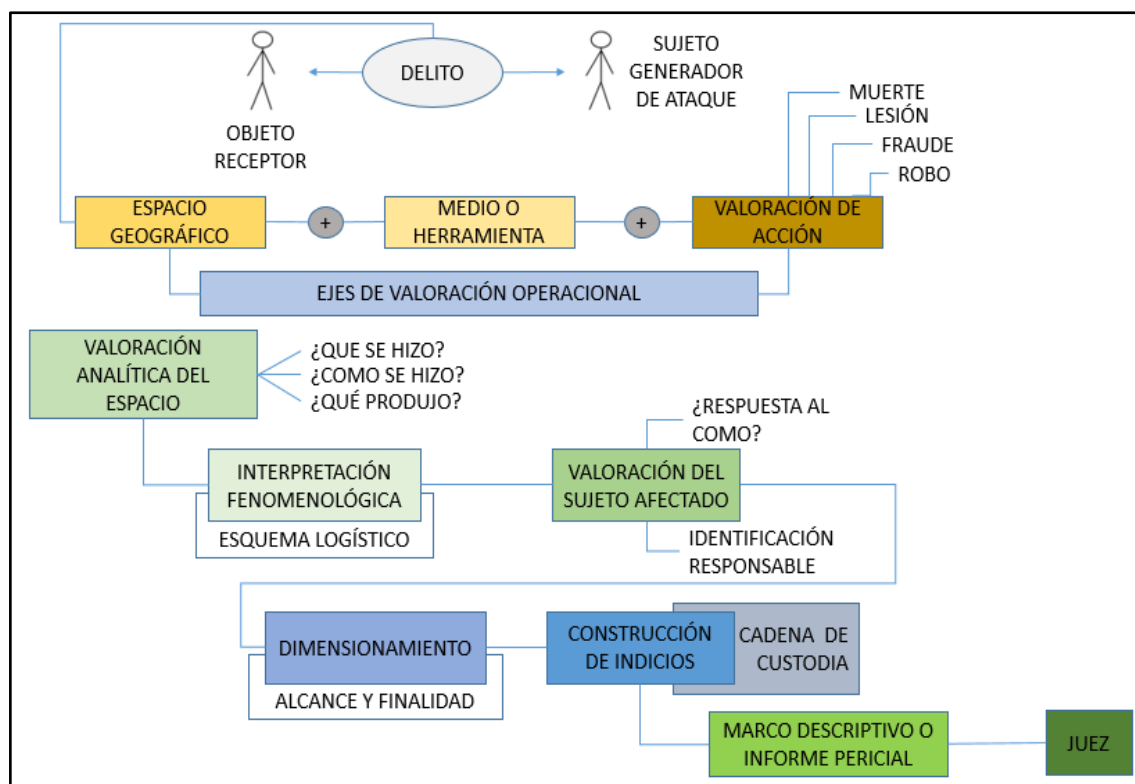 DELITO
OBJETO
RECEPTOR
SUJETO
GENERADOR
DE ATAQUE
MUERTE
LESIÓN
FRAUDE
ROBO
ESPACIO
GEOGRÁFICO
+
MEDIO O
HERRAMIENTA
+
VALORACIÓN DE
ACCIÓN
EJES DE VALORACIÓN OPERACIONAL
VALORACIÓN
ANALÍTICA DEL
ESPACIO
¿QUE SE HIZO?
¿COMO SE HIZO?
¿QUÉ PRODUJO?
INTERPRETACIÓN
FENOMENOLÓGICA
ESQUEMA LOGÍSTICO
¿RESPUESTA AL
COMO?
VALORACIÓN DEL
SUJETO AFECTADO
IDENTIFICACIÓN
RESPONSABLE
DIMENSIONAMIENTO
ALCANCE Y FINALIDAD
CONSTRUCCIÓN
DE INDICIOS
CADENA DE
CUSTODIA
MARCO DESCRIPTIVO O
INFORME PERICIAL
JUEZ